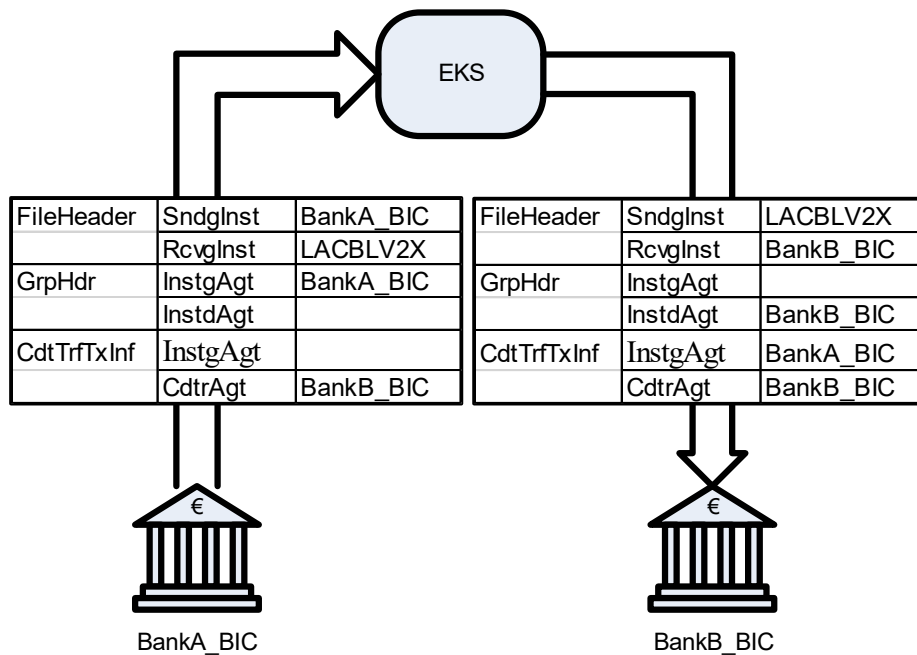 EKS
FileHeader SndgInst BankA_BIC
RcvgInst LACBLV2X
GrpHdr InstgAgt BankA_BIC
InstdAgt
CdtTrfTxInf InstgAgt
CdtrAgt BankB_BIC
FileHeader SndgInst LACBLV2X
RcvgInst BankB_BIC
GrpHdr InstgAgt
InstdAgt BankB_BIC
CdtTrfTxInf InstgAgt BankA_BIC
CdtrAgt BankB_BIC
€
€
BankA_BIC
BankB_BIC